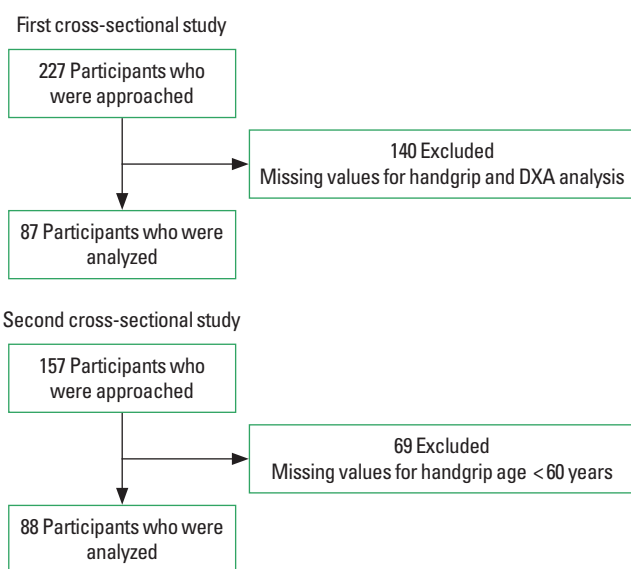 First cross-sectional study
227 Participants who
were approached
140 Excluded
Missing values for handgrip and DXA analysis
87 Participants who were
analyzed
Second cross-sectional study
157 Participants who
were approached
69 Excluded
Missing values for handgrip age <60 years
88 Participants who were
analyzed